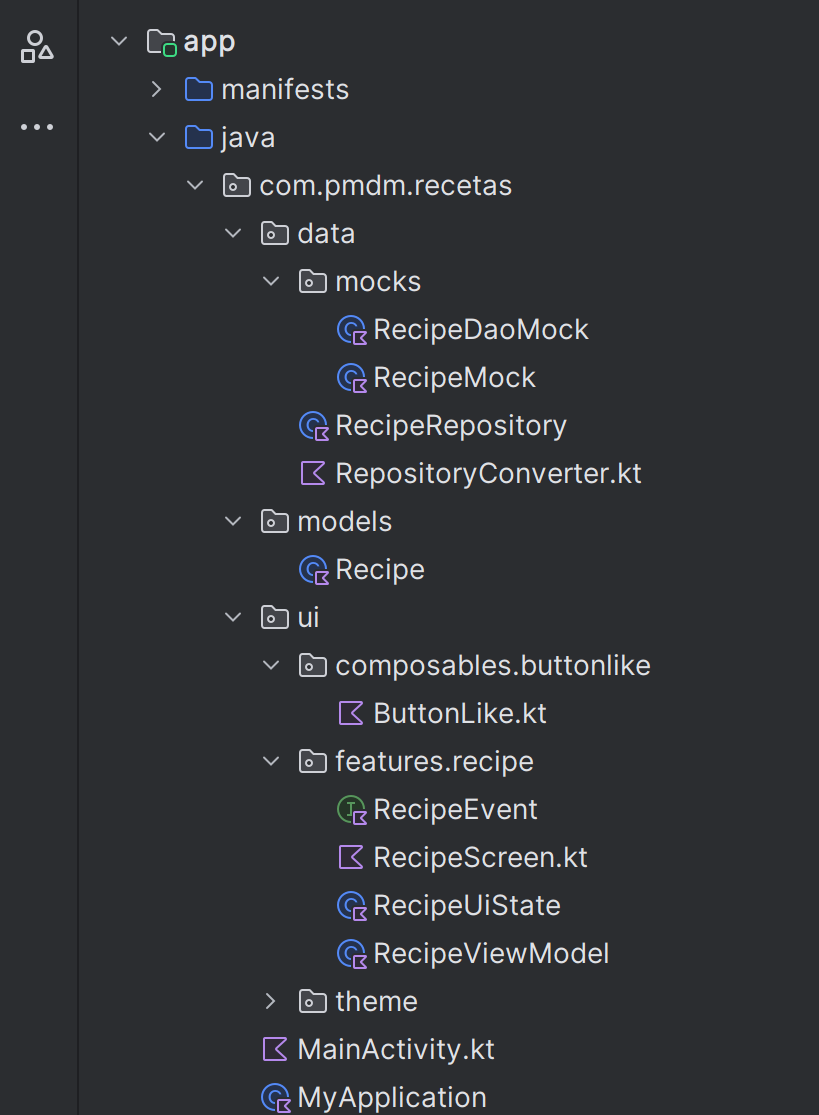 app
manifests
java
com.pmdm.recetas
data
mocks
RecipeDaoMock
RecipeMock
RecipeRepository
RepositoryConverter.kt
models
Recipe
ui
composables.buttonlike
ButtonLike.kt
features.recipe
RecipeEvent
RecipeScreen.kt
RecipeUiState
RecipeViewModel
theme
MainActivity.kt
MyApplication